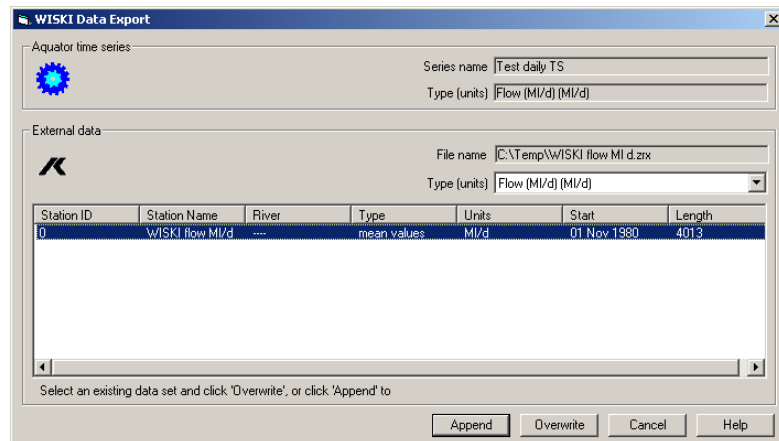 WISKI Data Export
Aquator time series
Series name Test daily TS
Type (units) Flow (Ml/d) (Ml/d)
External data
File name C:\Temp\WISKI flow Ml d.zrx
Type (units) Flow (Ml/d) (Ml/d)
Station ID Station Name River Type Units Start Length
0 WISKI flow Ml/d ---- mean values Ml/d 01 Nov 1980 4013
Select an existing data set and click 'Overwrite', or click 'Append' to
Append Overwrite Cancel Help